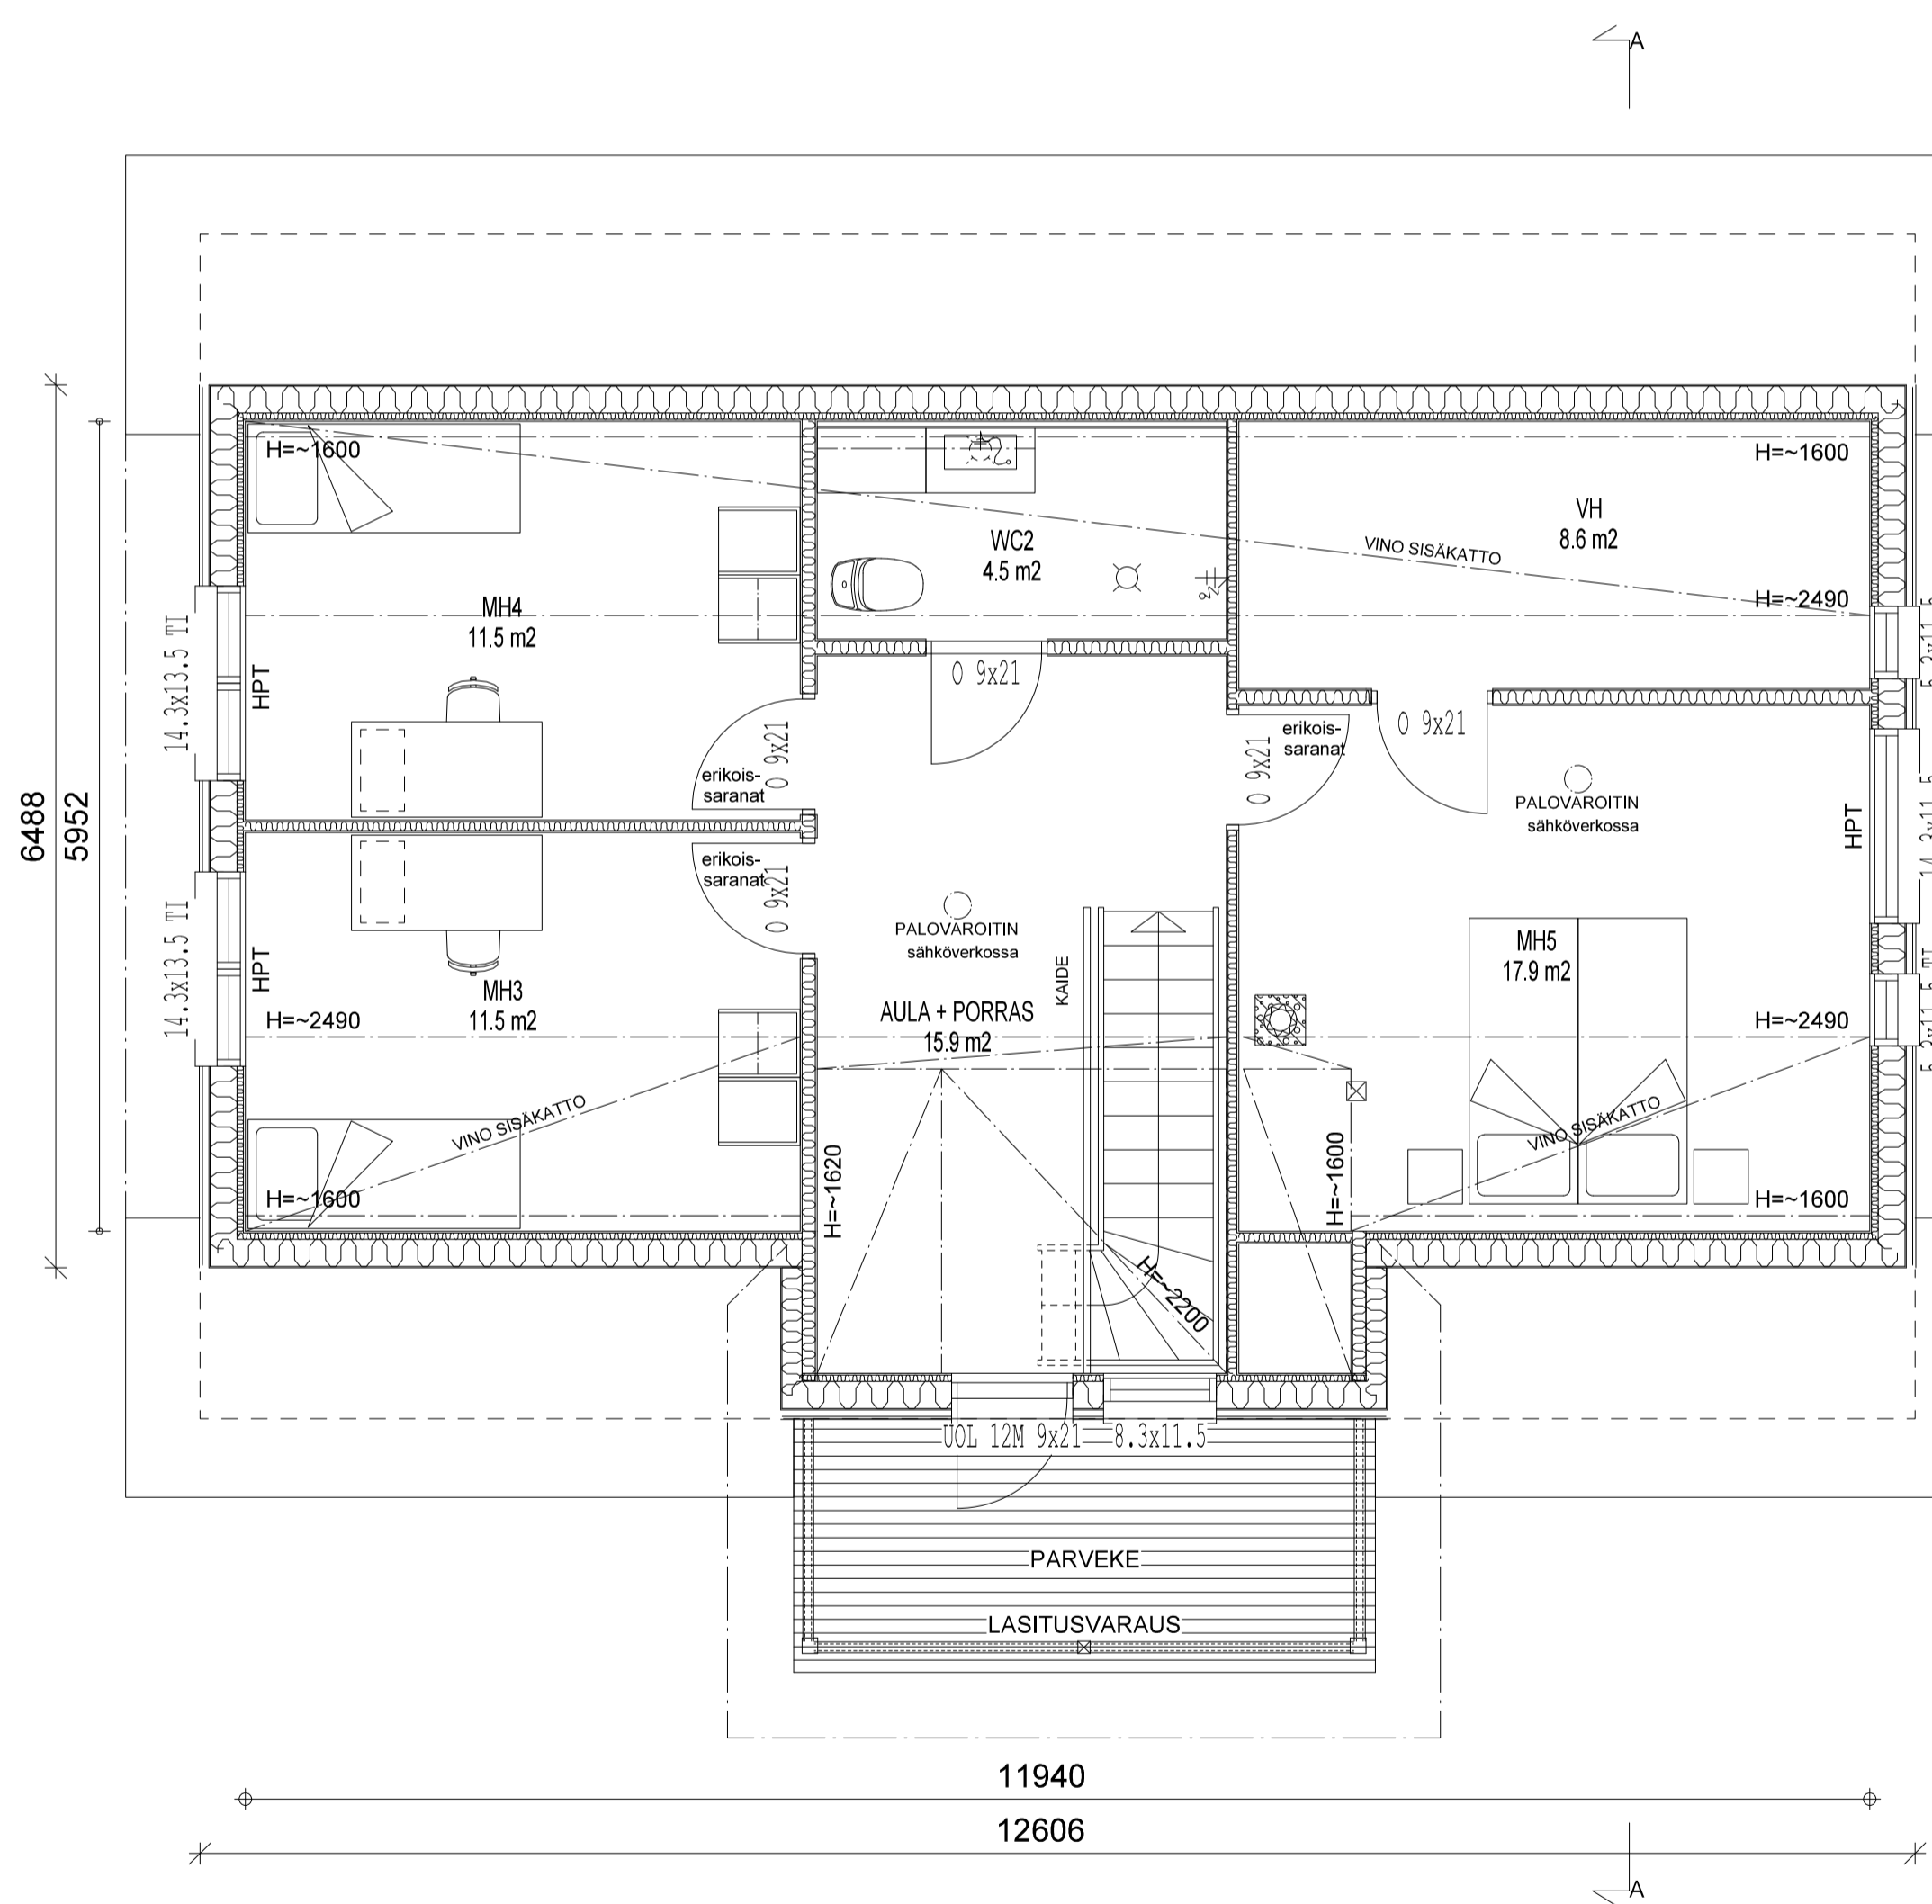 A
H=~1600
H=~1600
VH
8.6 m2
WC2
4.5 m2
VINO SISÄKATTO
H=~2490
MH4
11.5 m2
14.3x13.5 TI
HPT
O 9x21
O 9x21
erikois-
saranat
O 9x21
erikois-
saranat
O 9x21
PALOVAROITIN
sähköverkossa
HPT
14.3x11.5
6488
5952
erikois-
saranat
O 9x21
PALOVAROITIN
sähköverkossa
KAIDE
14.3x13.5 TI
HPT
MH3
11.5 m2
H=~2490
AULA + PORRAS
15.9 m2
MH5
17.9 m2
H=~2490
VINO SISÄKATTO
VINO SISÄKATTO
H=~1600
H=~1620
H=~1600
H=~1600
H=~2200
UOL 12M 9x21
8.3x11.5
PARVEKE
LASITUSVARAUS
11940
12606
A